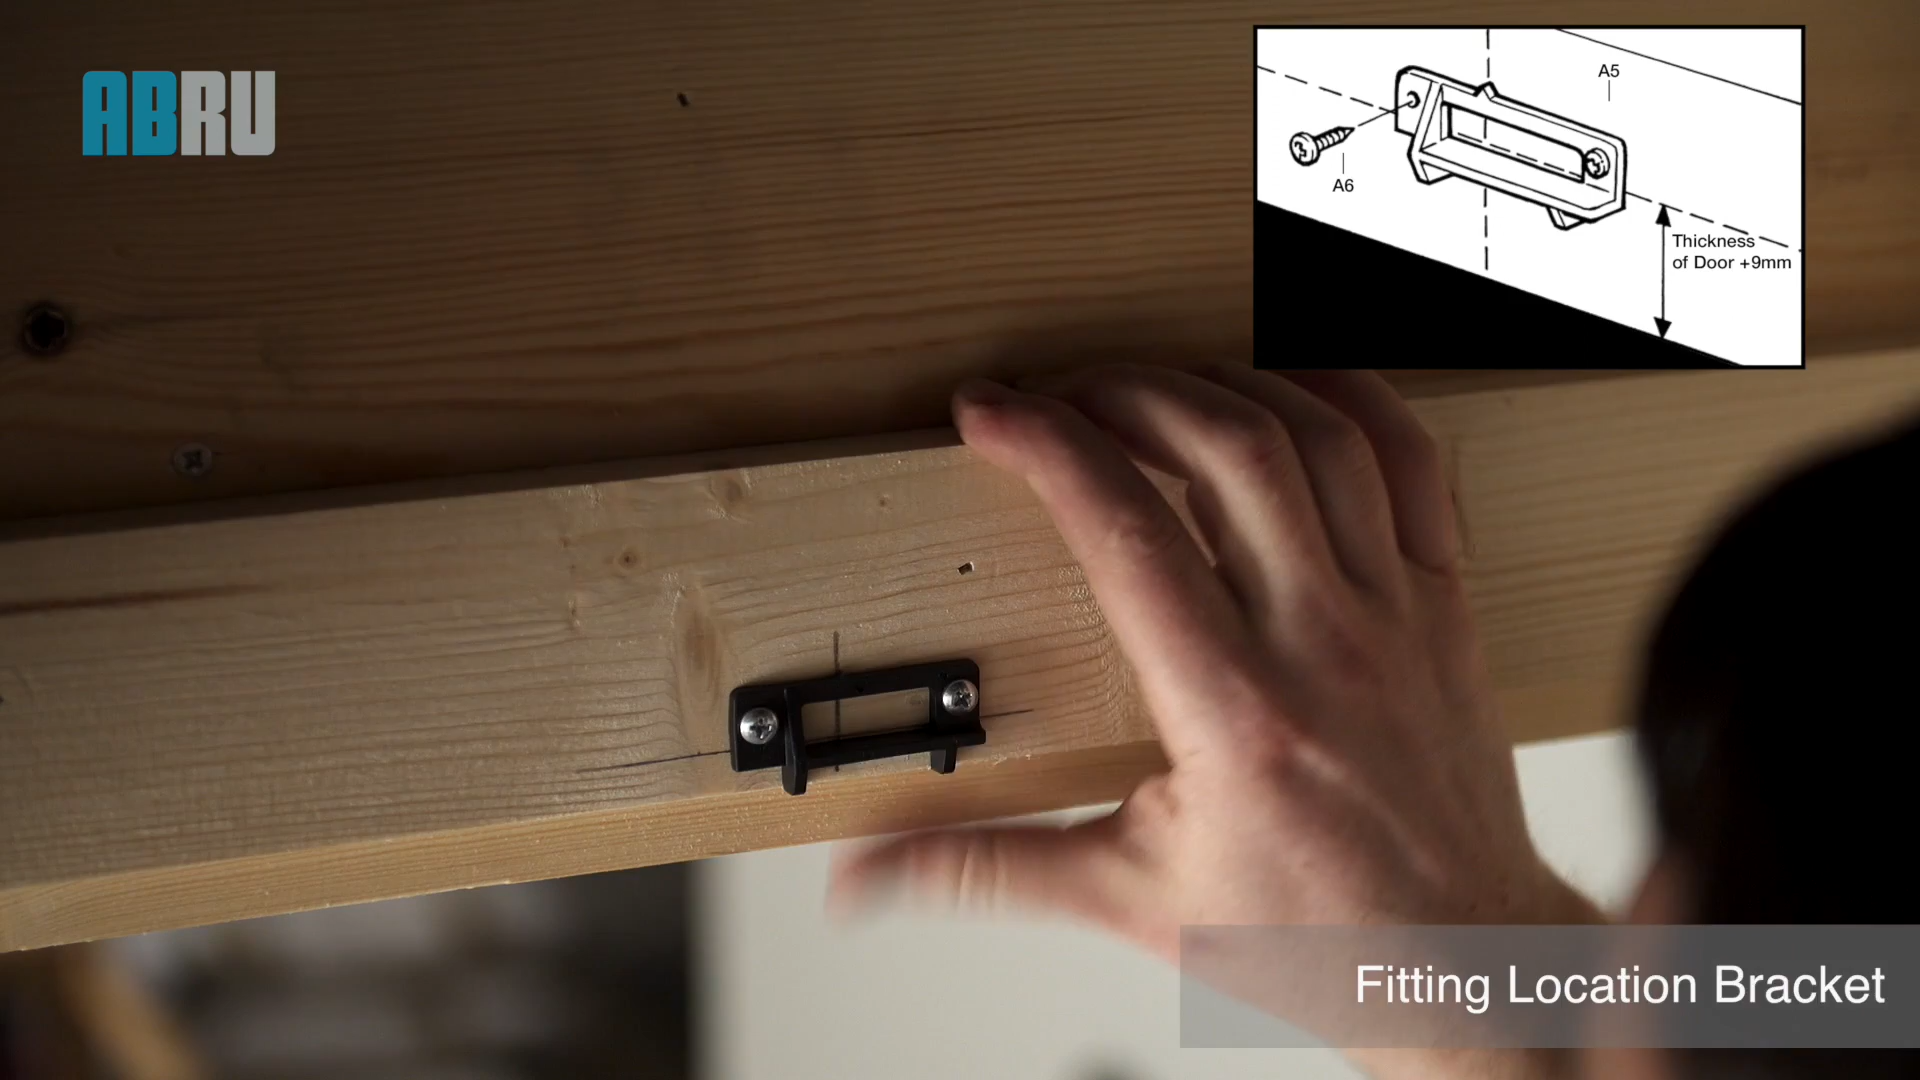 ABRU
A5
A6
Thickness
of Door +9mm
Fitting Location Bracket